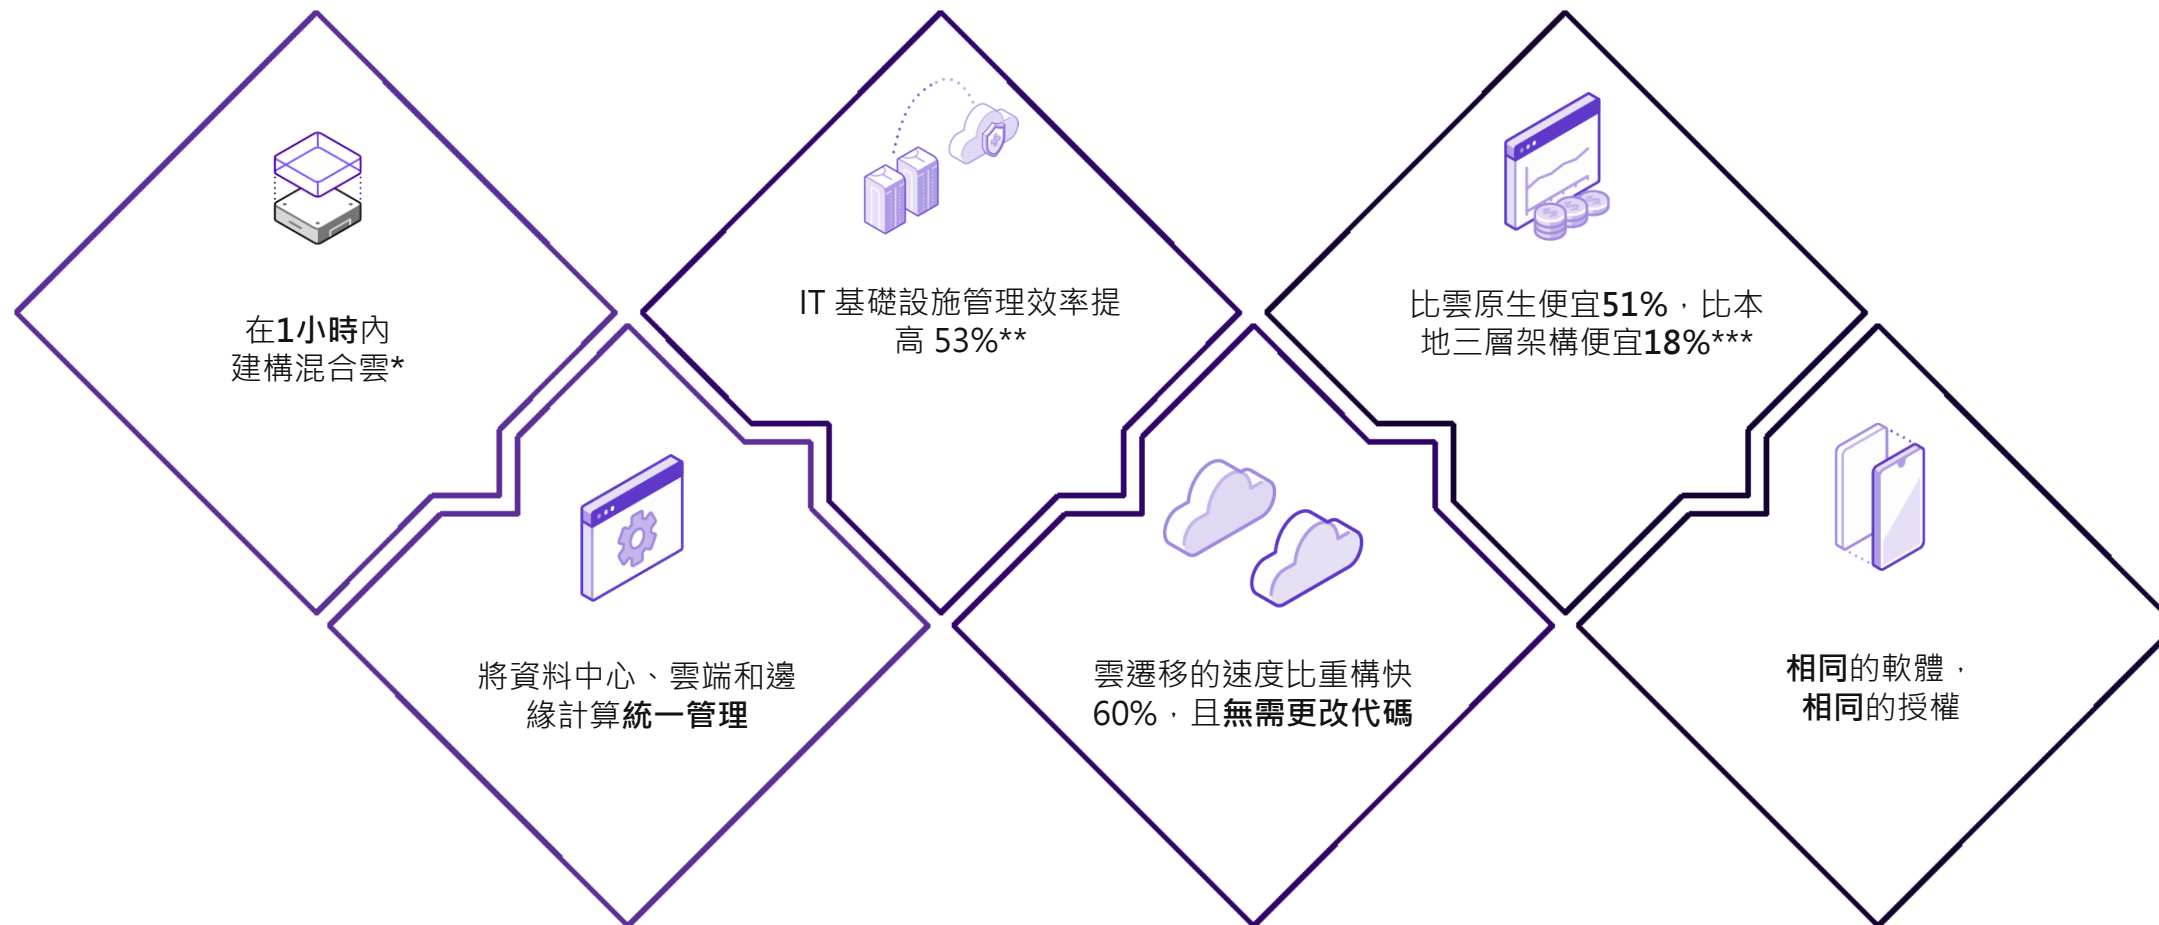 在1小時內
建構混合雲*
IT 基礎設施管理效率提
高 53%**
比雲原生便宜51%，比本
地三層架構便宜18%***
將資料中心、雲端和邊
緣計算統一管理
雲遷移的速度比重構快
60%，且無需更改代碼
相同的軟體，
相同的授權